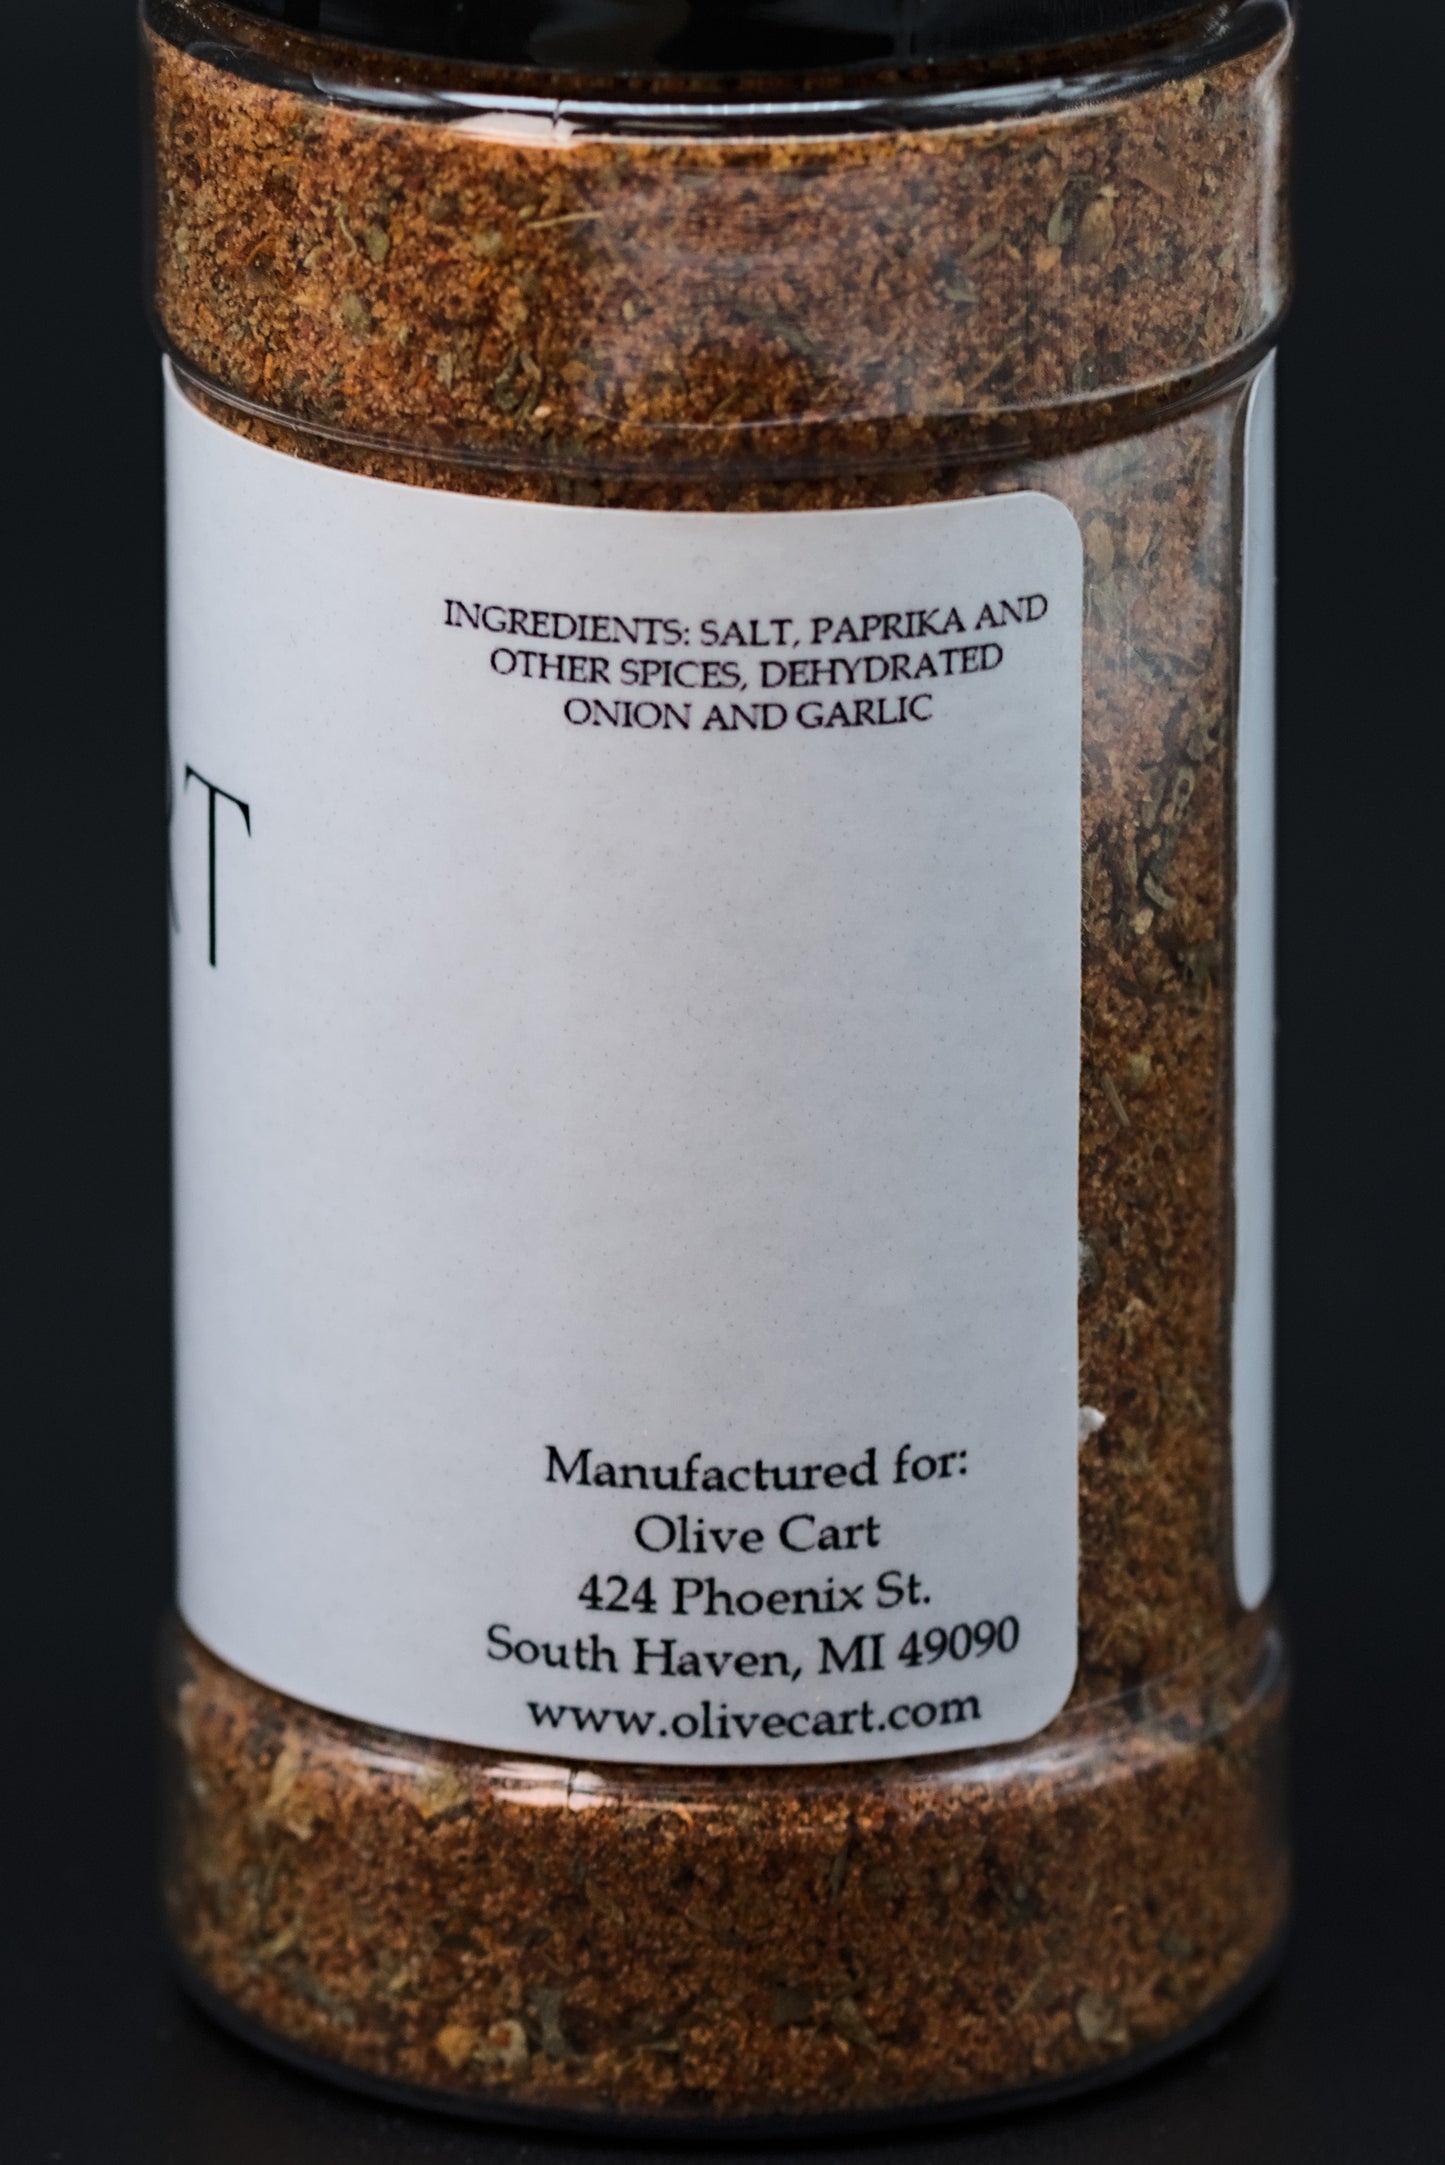 INGREDIENTS: SALT, PAPRIKA AND
OTHER SPICES, DEHYDRATED
ONION AND GARLIC
RT
Manufactured for:
Olive Cart
424 Phoenix St.
South Haven, MI 49090
www.olivecart.com